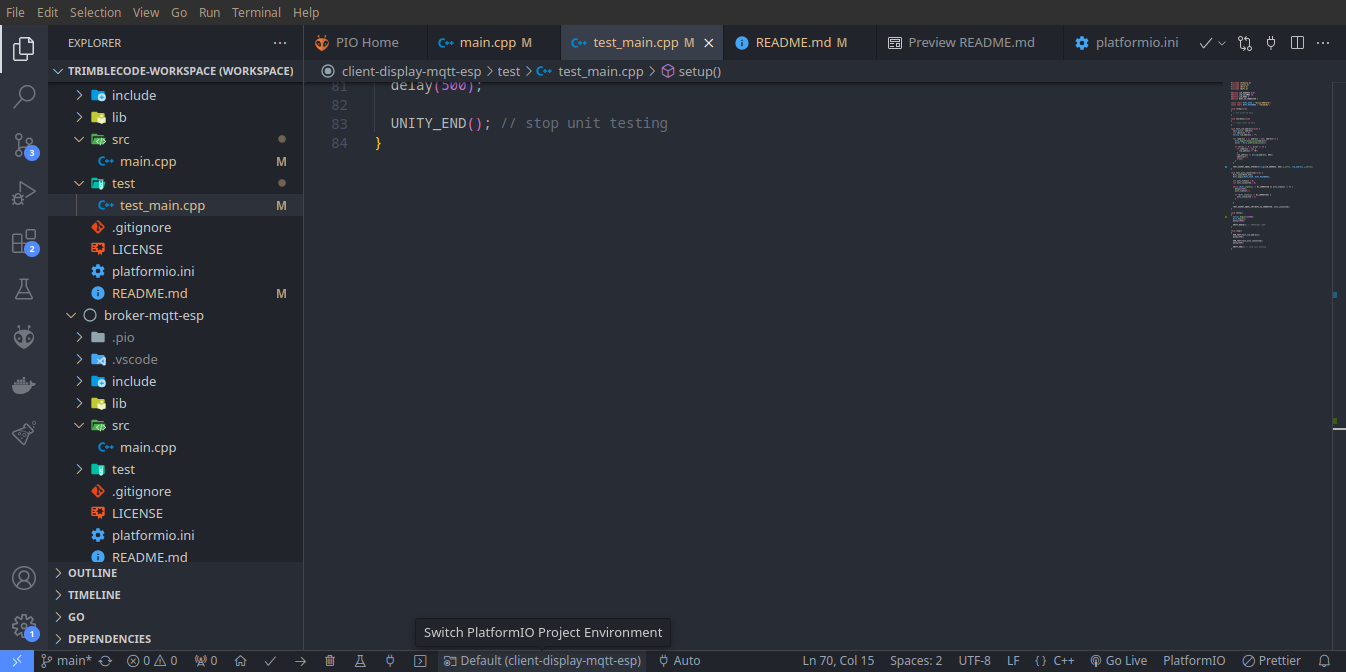 File Edit Selection View Go Run Terminal Help
EXPLORER
PIO Home
main.cpp M
test_main.cpp M
README.md M
Preview README.md
platformio.ini
TRIMBLECODE-WORKSPACE (WORKSPACE)
client-display-mqtt-esp > test > test_main.cpp > setup()
include
lib
src
main.cpp M
test
test_main.cpp M
.gitignore
LICENSE
platformio.ini
README.md M
broker-mqtt-esp
.pio
.vscode
include
lib
src
main.cpp
test
.gitignore
LICENSE
platformio.ini
README.md
OUTLINE
TIMELINE
GO
DEPENDENCIES
3
2
1
81 delay(500);
82
83 UNITY_END(); // stop unit testing
84 }
Switch PlatformIO Project Environment
main* 0 0 0 Default (client-display-mqtt-esp) Auto Ln 70, Col 15 Spaces: 2 UTF-8 LF { } C++ Go Live PlatformIO Prettier